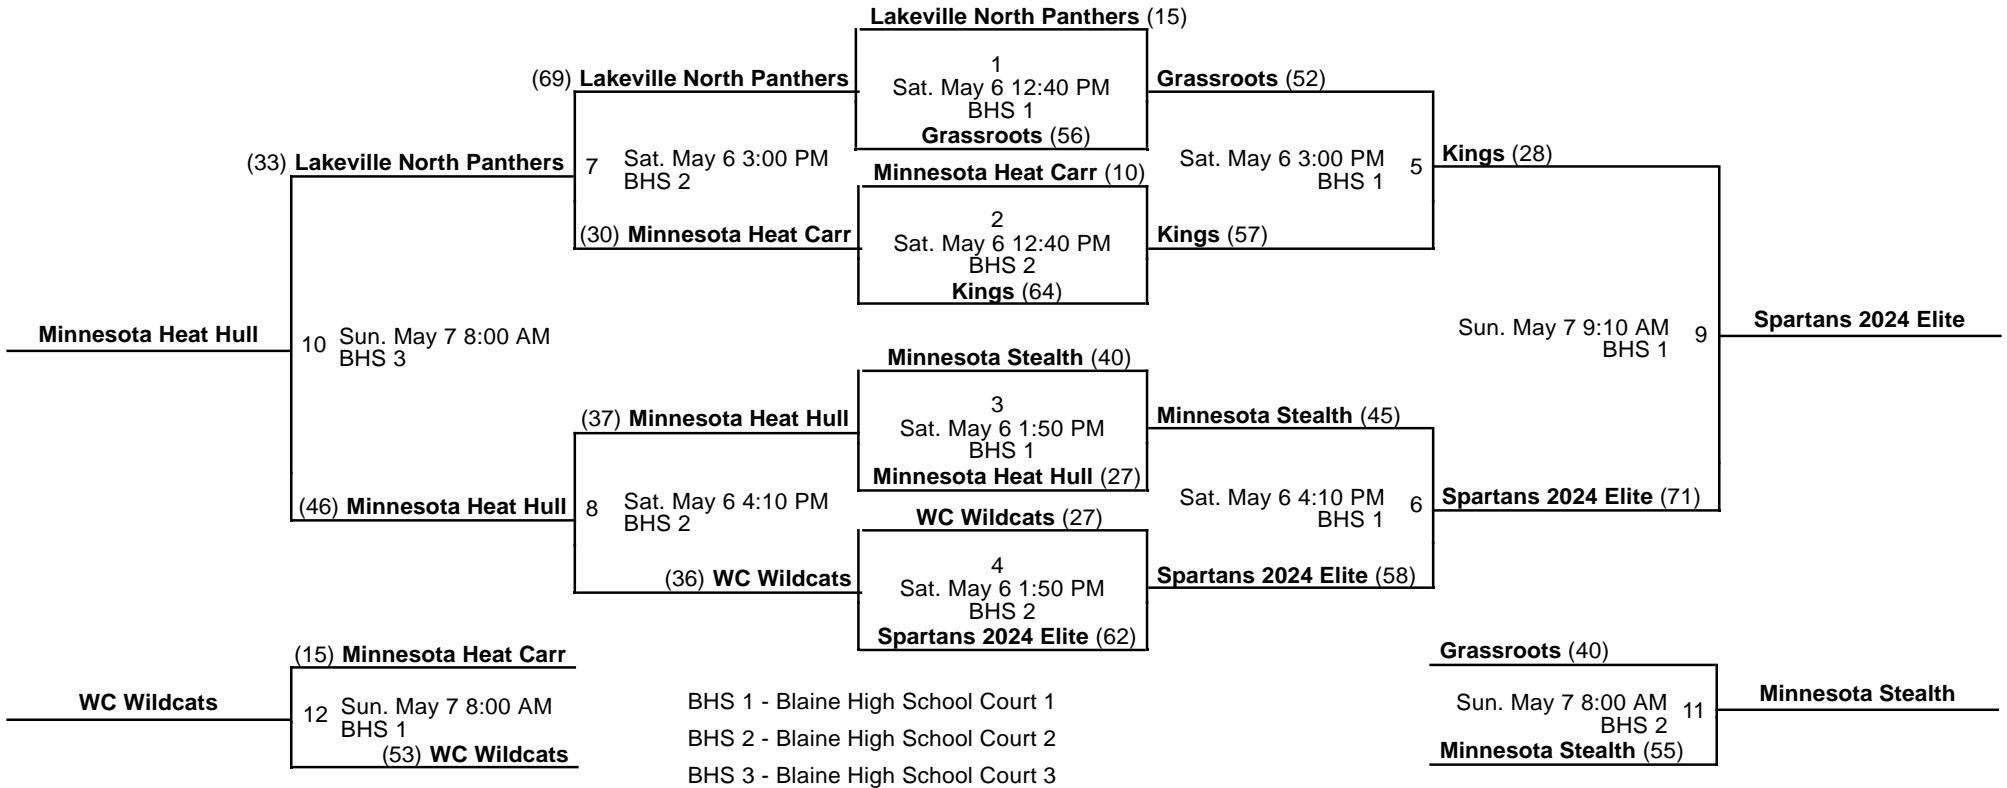 Lakeville North Panthers (15)
1
Sat. May 6 12:40 PM
BHS 1
Grassroots (56)
(69) Lakeville North Panthers
Grassroots (52)
(33) Lakeville North Panthers
7 Sat. May 6 3:00 PM
BHS 2
Minnesota Heat Carr (10)
2
Sat. May 6 12:40 PM
BHS 2
Kings (64)
Sat. May 6 3:00 PM 5
BHS 1
Kings (28)
(30) Minnesota Heat Carr
Kings (57)
Minnesota Heat Hull
10 Sun. May 7 8:00 AM
BHS 3
Sun. May 7 9:10 AM 9
BHS 1
Spartans 2024 Elite
Minnesota Stealth (40)
3
Sat. May 6 1:50 PM
BHS 1
Minnesota Heat Hull (27)
(37) Minnesota Heat Hull
Minnesota Stealth (45)
(46) Minnesota Heat Hull
8 Sat. May 6 4:10 PM
BHS 2
WC Wildcats (27)
4
Sat. May 6 1:50 PM
BHS 2
Spartans 2024 Elite (62)
Sat. May 6 4:10 PM 6
BHS 1
Spartans 2024 Elite (71)
(36) WC Wildcats
Spartans 2024 Elite (58)
(15) Minnesota Heat Carr
WC Wildcats
12 Sun. May 7 8:00 AM
BHS 1
(53) WC Wildcats
BHS 1 - Blaine High School Court 1
BHS 2 - Blaine High School Court 2
BHS 3 - Blaine High School Court 3
Grassroots (40)
Sun. May 7 8:00 AM 11
BHS 2
Minnesota Stealth (55)
Minnesota Stealth